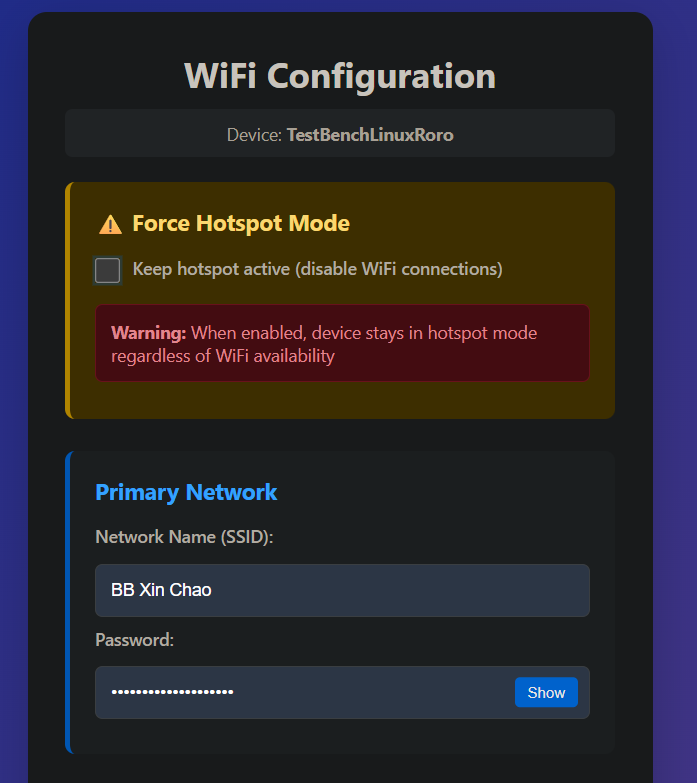 WiFi Configuration
Device: TestBenchLinuxRoro
Force Hotspot Mode
Keep hotspot active (disable WiFi connections)
Warning: When enabled, device stays in hotspot mode
regardless of WiFi availability
Primary Network
Network Name (SSID):
BB Xin Chao
Password:
••••••••••••••••••••
Show